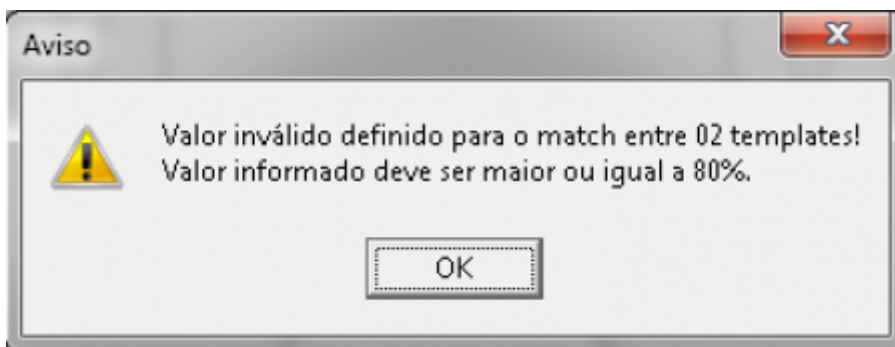 Aviso
Valor inválido definido para o match entre 02 templates!
Valor informado deve ser maior ou igual a 80%.
OK